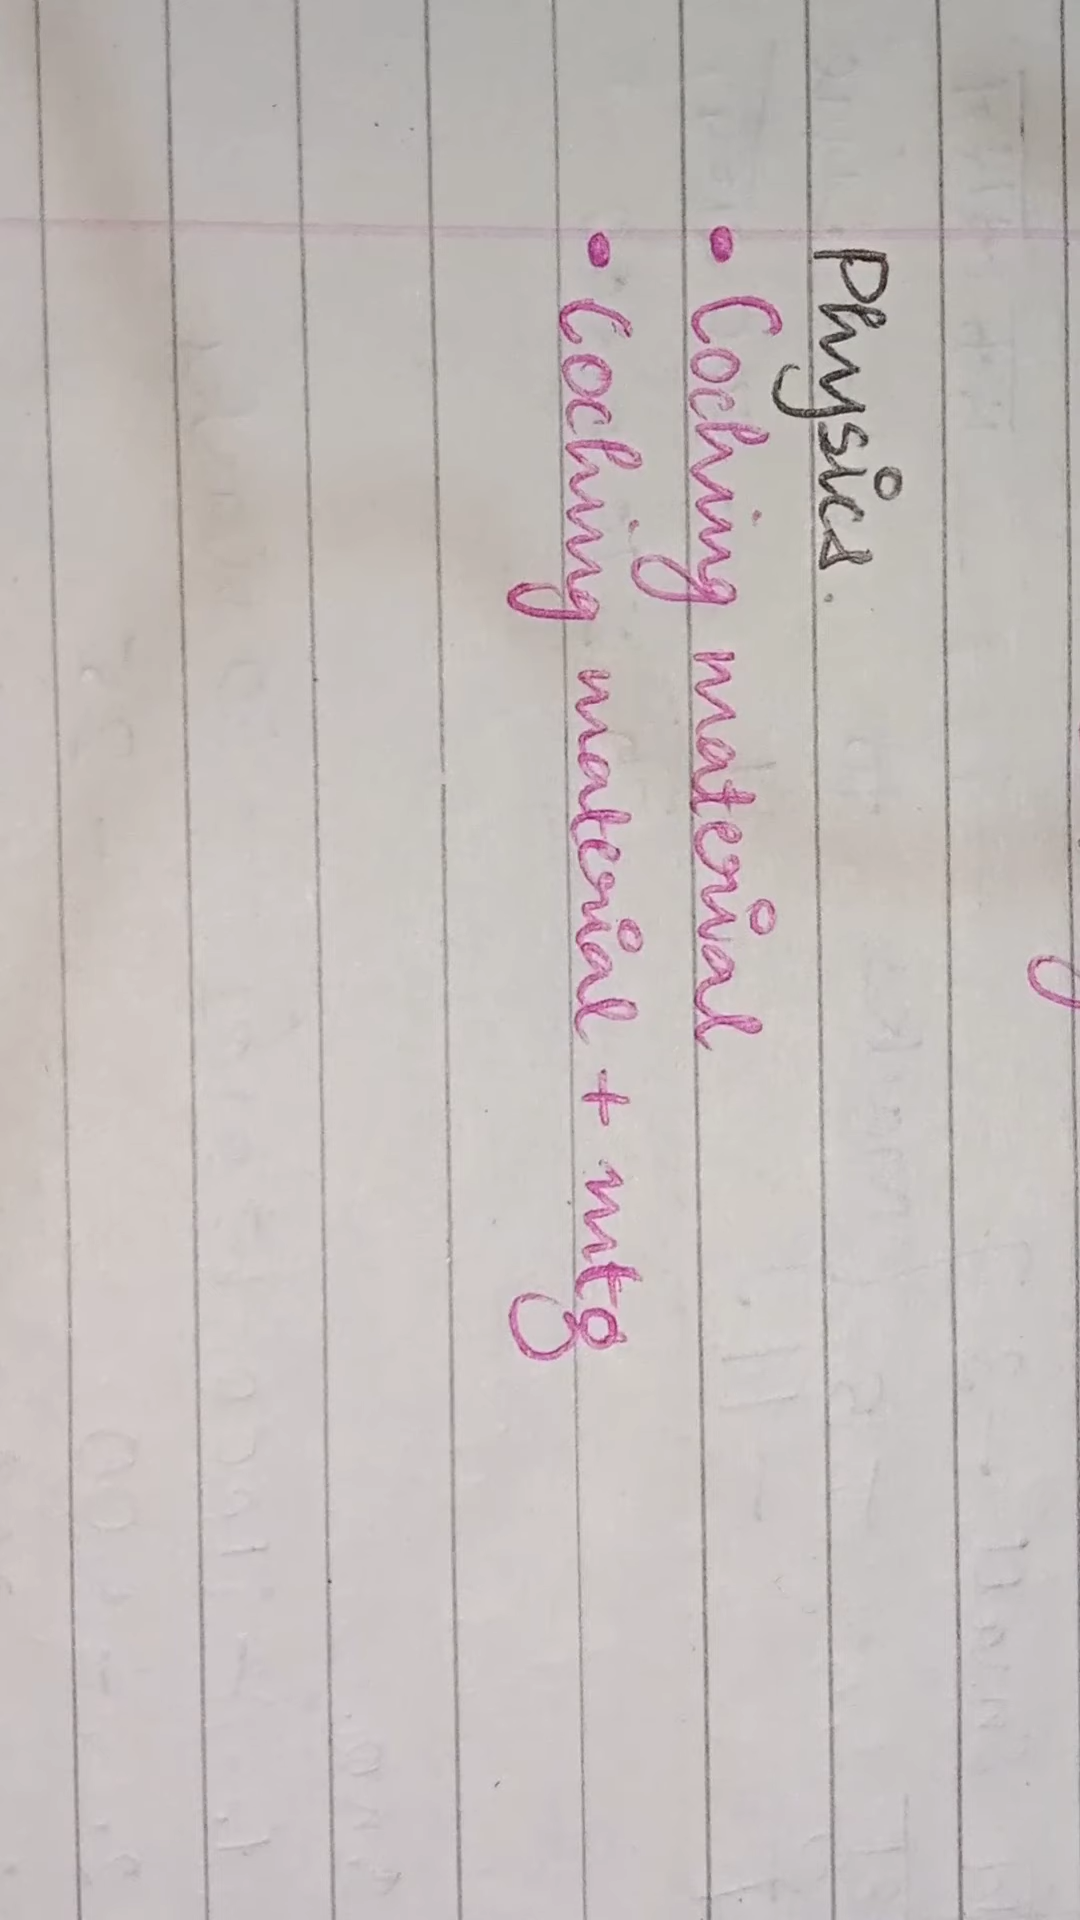 Physics.
• Coching material
• Coching material + mtg